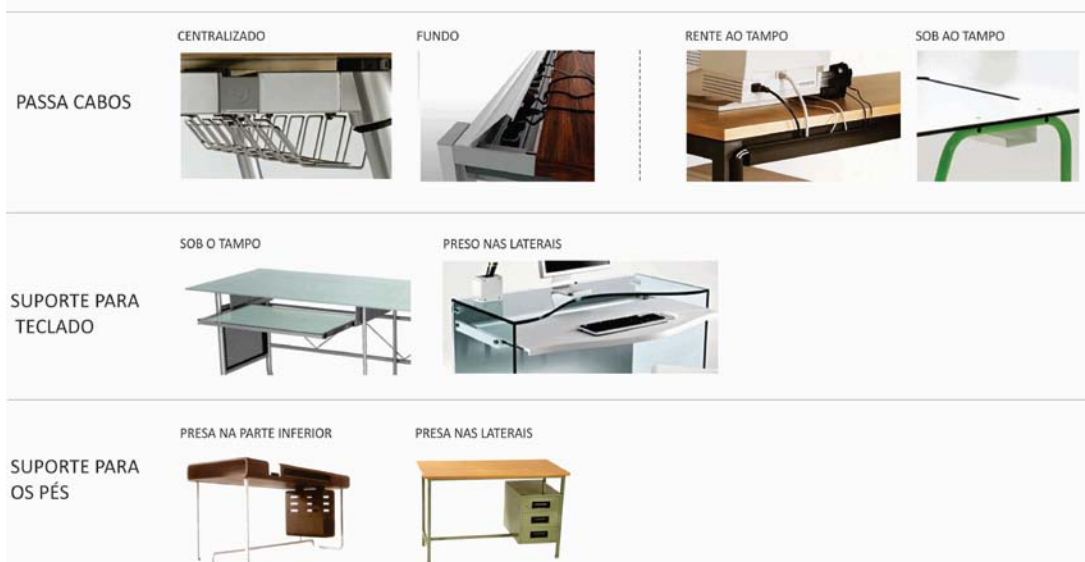 PASSA CABOS
CENTRALIZADO
FUNDO
RENTE AO TAMPO
SOB AO TAMPO
SUPORTE PARA
TECLADO
SOB O TAMPO
PRESO NAS LATERAIS
SUPORTE PARA
OS PÉS
PRESA NA PARTE INFERIOR
PRESA NAS LATERAIS